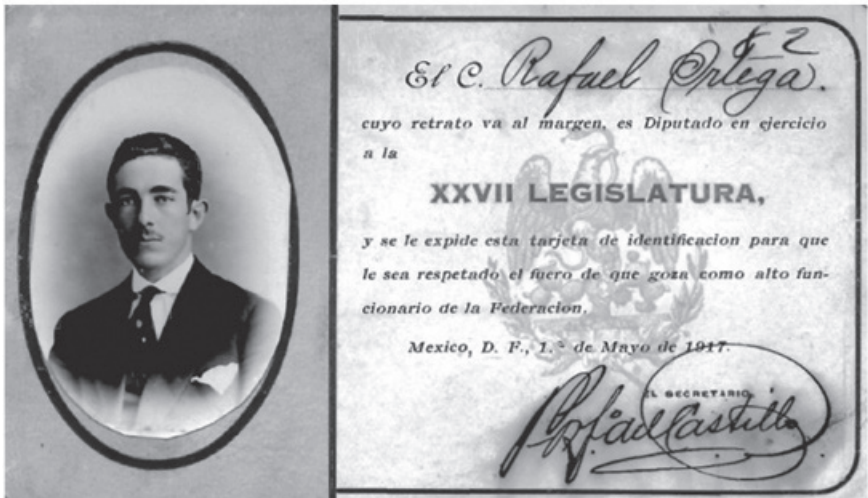 82
El C. Rafael Ortega.
cuyo retrato va al margen, es Diputado en ejercicio
a la
XXVII LEGISLATURA,
y se le expide esta tarjeta de identificacion para que
le sea respetado el fuero de que goza como alto fun-
cionario de la Federacion.
Mexico, D. F., 1.º de Mayo de 1917.
EL SECRETARIO,
Castillo